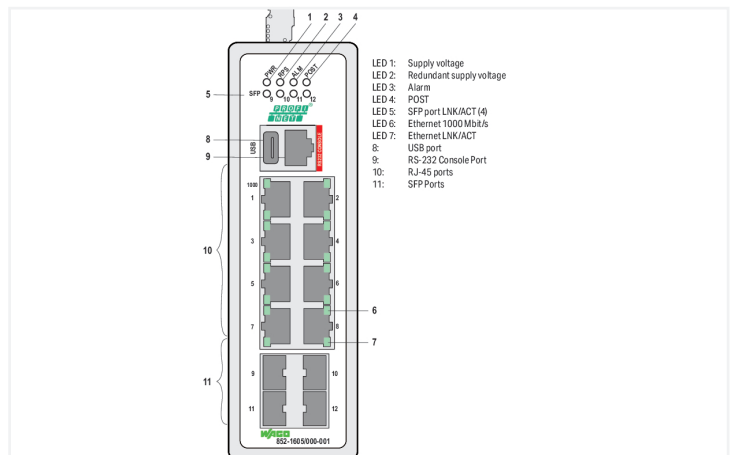 1 2 3 4
PWR RPS ALM POST
5 SFP 9 10 11 12
PROFI
NET
8 USB
9 RS232 CONSOLE
1000
1 2
3 4
10
5 6
6
7 8
7
9 10
11
11 12
WAGO
852-1605/000-001
LED 1: Supply voltage
LED 2: Redundant supply voltage
LED 3: Alarm
LED 4: POST
LED 5: SFP port LNK/ACT (4)
LED 6: Ethernet 1000 Mbit/s
LED 7: Ethernet LNK/ACT
8: USB port
9: RS-232 Console Port
10: RJ-45 ports
11: SFP Ports